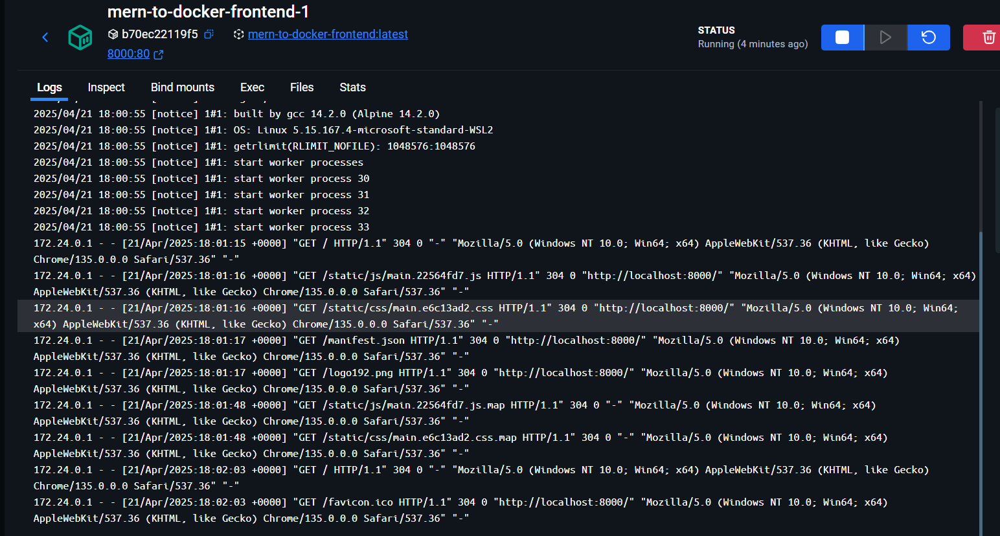 mern-to-docker-frontend-1
b70ec22119f5 mern-to-docker-frontend:latest
8000:80
STATUS
Running (4 minutes ago)
Logs Inspect Bind mounts Exec Files Stats
2025/04/21 18:00:55 [notice] 1#1: built by gcc 14.2.0 (Alpine 14.2.0)
2025/04/21 18:00:55 [notice] 1#1: OS: Linux 5.15.167.4-microsoft-standard-WSL2
2025/04/21 18:00:55 [notice] 1#1: getrlimit(RLIMIT_NOFILE): 1048576:1048576
2025/04/21 18:00:55 [notice] 1#1: start worker processes
2025/04/21 18:00:55 [notice] 1#1: start worker process 30
2025/04/21 18:00:55 [notice] 1#1: start worker process 31
2025/04/21 18:00:55 [notice] 1#1: start worker process 32
2025/04/21 18:00:55 [notice] 1#1: start worker process 33
172.24.0.1 - - [21/Apr/2025:18:01:15 +0000] "GET / HTTP/1.1" 304 0 "-" "Mozilla/5.0 (Windows NT 10.0; Win64; x64) AppleWebKit/537.36 (KHTML, like Gecko)
Chrome/135.0.0.0 Safari/537.36" "-"
172.24.0.1 - - [21/Apr/2025:18:01:16 +0000] "GET /static/js/main.22564fd7.js HTTP/1.1" 304 0 "http://localhost:8000/" "Mozilla/5.0 (Windows NT 10.0; Win64; x64)
AppleWebKit/537.36 (KHTML, like Gecko) Chrome/135.0.0.0 Safari/537.36" "-"
172.24.0.1 - - [21/Apr/2025:18:01:16 +0000] "GET /static/css/main.e6c13ad2.css HTTP/1.1" 304 0 "http://localhost:8000/" "Mozilla/5.0 (Windows NT 10.0; Win64;
x64) AppleWebKit/537.36 (KHTML, like Gecko) Chrome/135.0.0.0 Safari/537.36" "-"
172.24.0.1 - - [21/Apr/2025:18:01:17 +0000] "GET /manifest.json HTTP/1.1" 304 0 "http://localhost:8000/" "Mozilla/5.0 (Windows NT 10.0; Win64; x64)
AppleWebKit/537.36 (KHTML, like Gecko) Chrome/135.0.0.0 Safari/537.36" "-"
172.24.0.1 - - [21/Apr/2025:18:01:17 +0000] "GET /logo192.png HTTP/1.1" 304 0 "http://localhost:8000/" "Mozilla/5.0 (Windows NT 10.0; Win64; x64)
AppleWebKit/537.36 (KHTML, like Gecko) Chrome/135.0.0.0 Safari/537.36" "-"
172.24.0.1 - - [21/Apr/2025:18:01:48 +0000] "GET /static/js/main.22564fd7.js.map HTTP/1.1" 304 0 "-" "Mozilla/5.0 (Windows NT 10.0; Win64; x64)
AppleWebKit/537.36 (KHTML, like Gecko) Chrome/135.0.0.0 Safari/537.36" "-"
172.24.0.1 - - [21/Apr/2025:18:01:48 +0000] "GET /static/css/main.e6c13ad2.css.map HTTP/1.1" 304 0 "-" "Mozilla/5.0 (Windows NT 10.0; Win64; x64)
AppleWebKit/537.36 (KHTML, like Gecko) Chrome/135.0.0.0 Safari/537.36" "-"
172.24.0.1 - - [21/Apr/2025:18:02:03 +0000] "GET / HTTP/1.1" 304 0 "-" "Mozilla/5.0 (Windows NT 10.0; Win64; x64) AppleWebKit/537.36 (KHTML, like Gecko)
Chrome/135.0.0.0 Safari/537.36" "-"
172.24.0.1 - - [21/Apr/2025:18:02:03 +0000] "GET /favicon.ico HTTP/1.1" 304 0 "http://localhost:8000/" "Mozilla/5.0 (Windows NT 10.0; Win64; x64)
AppleWebKit/537.36 (KHTML, like Gecko) Chrome/135.0.0.0 Safari/537.36" "-"